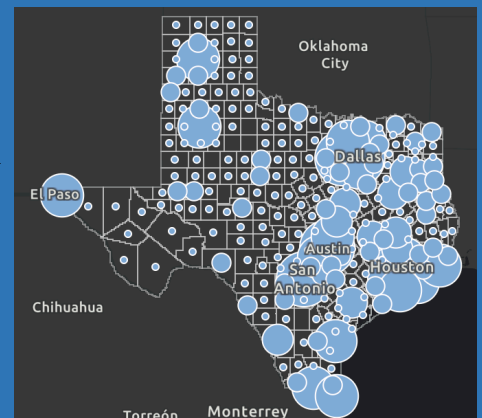 Oklahoma
City
Dallas
El Paso
Austin
San
Antonio
Houston
Chihuahua
Torreón
Monterrey